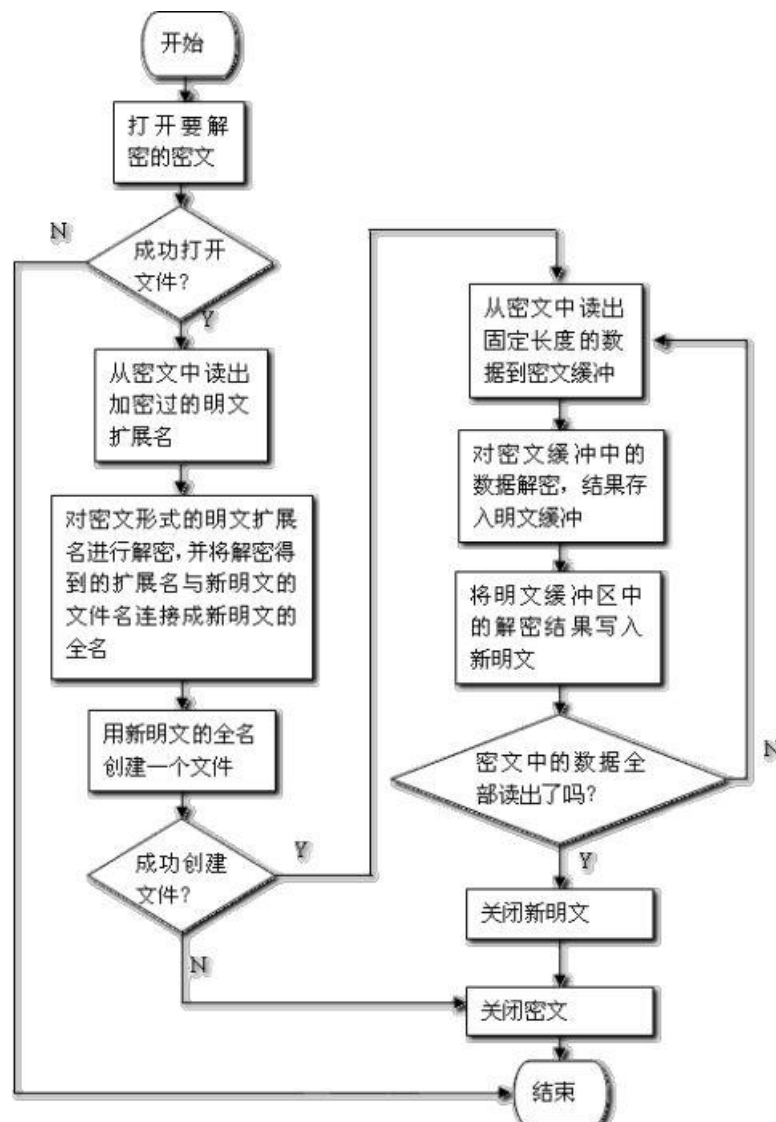 开始
打开要解
密的密文
N
成功打开
文件?
Y
从密文中读出
加密过的明文
扩展名
对密文形式的明文扩展
名进行解密,并将解密得
到的扩展名与新明文的
文件名连接成新明文的
全名
用新明文的全名
创建一个文件
成功创建
文件?
Y
N
从密文中读出
固定长度的数
据到密文缓冲
对密文缓冲中的
数据解密,结果存
入明文缓冲
将明文缓冲区中
的解密结果写入
新明文
密文中的数据全
部读出了吗?
N
Y
关闭新明文
关闭密文
结束